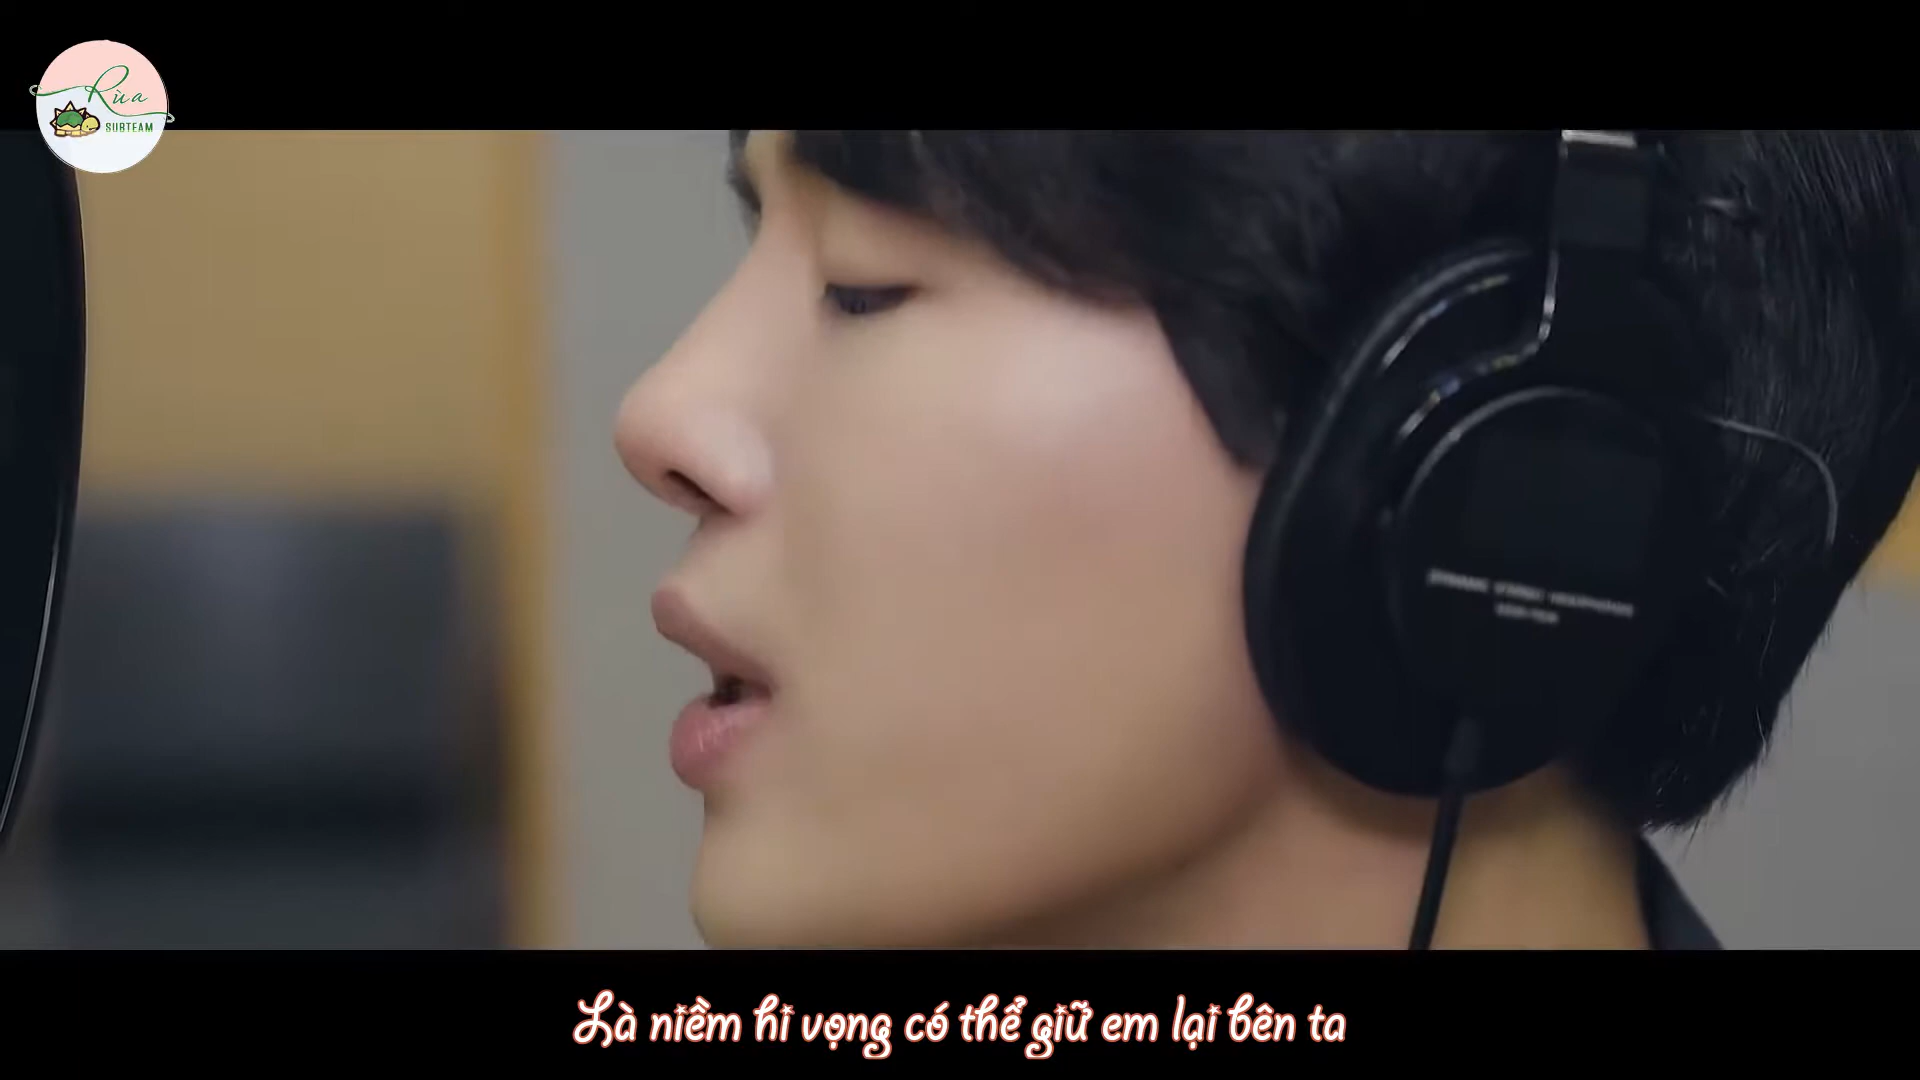 Rùa
SUBTEAM
Là niềm hi vọng có thể giữ em lại bên ta